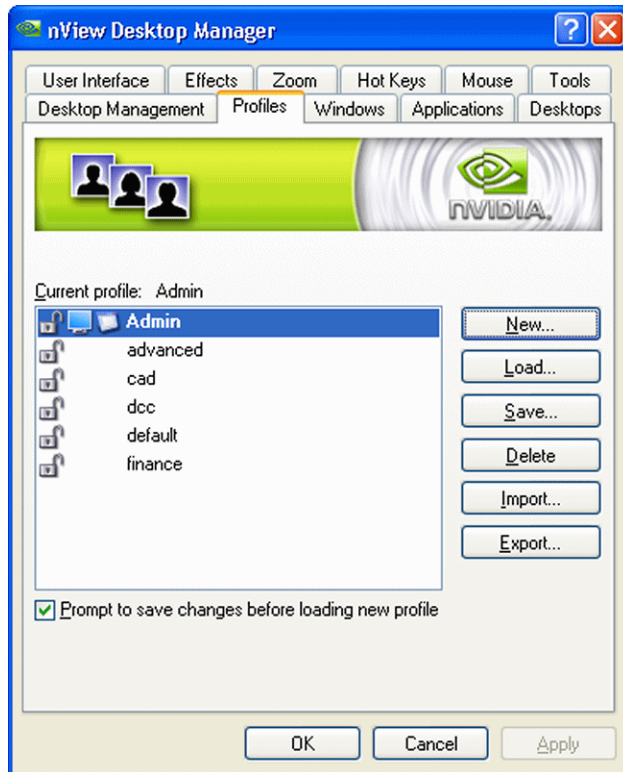 nView Desktop Manager
User Interface Effects Zoom Hot Keys Mouse Tools
Desktop Management Profiles Windows Applications Desktops
nVIDIA.
Current profile: Admin
Admin
advanced
cad
dcc
default
finance
New...
Load...
Save...
Delete
Import...
Export...
Prompt to save changes before loading new profile
OK Cancel Apply